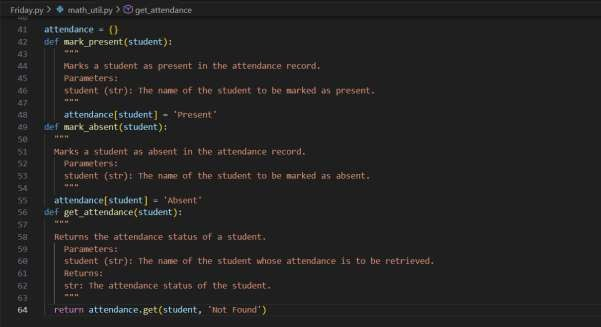 Friday.py > math_util.py > get_attendance
41 attendance = {}
42 def mark_present(student):
43     """
44     Marks a student as present in the attendance record.
45     Parameters:
46     student (str): The name of the student to be marked as present.
47     """
48     attendance[student] = 'Present'
49 def mark_absent(student):
50   """
51   Marks a student as absent in the attendance record.
52     Parameters:
53     student (str): The name of the student to be marked as absent.
54     """
55   attendance[student] = 'Absent'
56 def get_attendance(student):
57   """
58   Returns the attendance status of a student.
59     Parameters:
60     student (str): The name of the student whose attendance is to be retrieved.
61     Returns:
62     str: The attendance status of the student.
63     """
64   return attendance.get(student, 'Not Found')